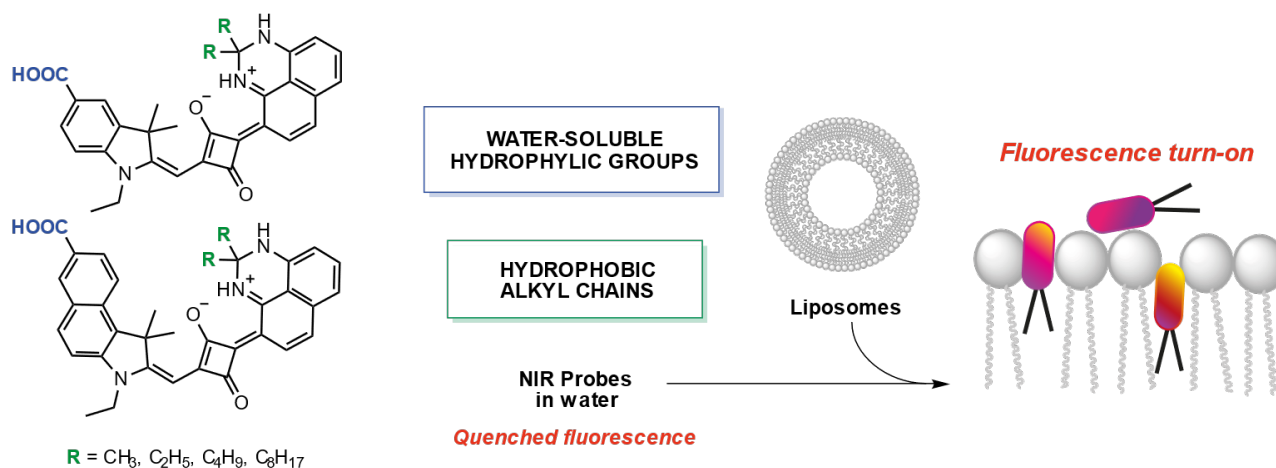 R
H
N
R
HN
+
HOOC
O
−
N
O
HOOC
R
H
N
R
HN
+
O
−
N
O
R = CH₃, C₂H₅, C₄H₉, C₈H₁₇
WATER-SOLUBLE
HYDROPHYLIC GROUPS
HYDROPHOBIC
ALKYL CHAINS
NIR Probes
in water
Quenched fluorescence
Liposomes
Fluorescence turn-on